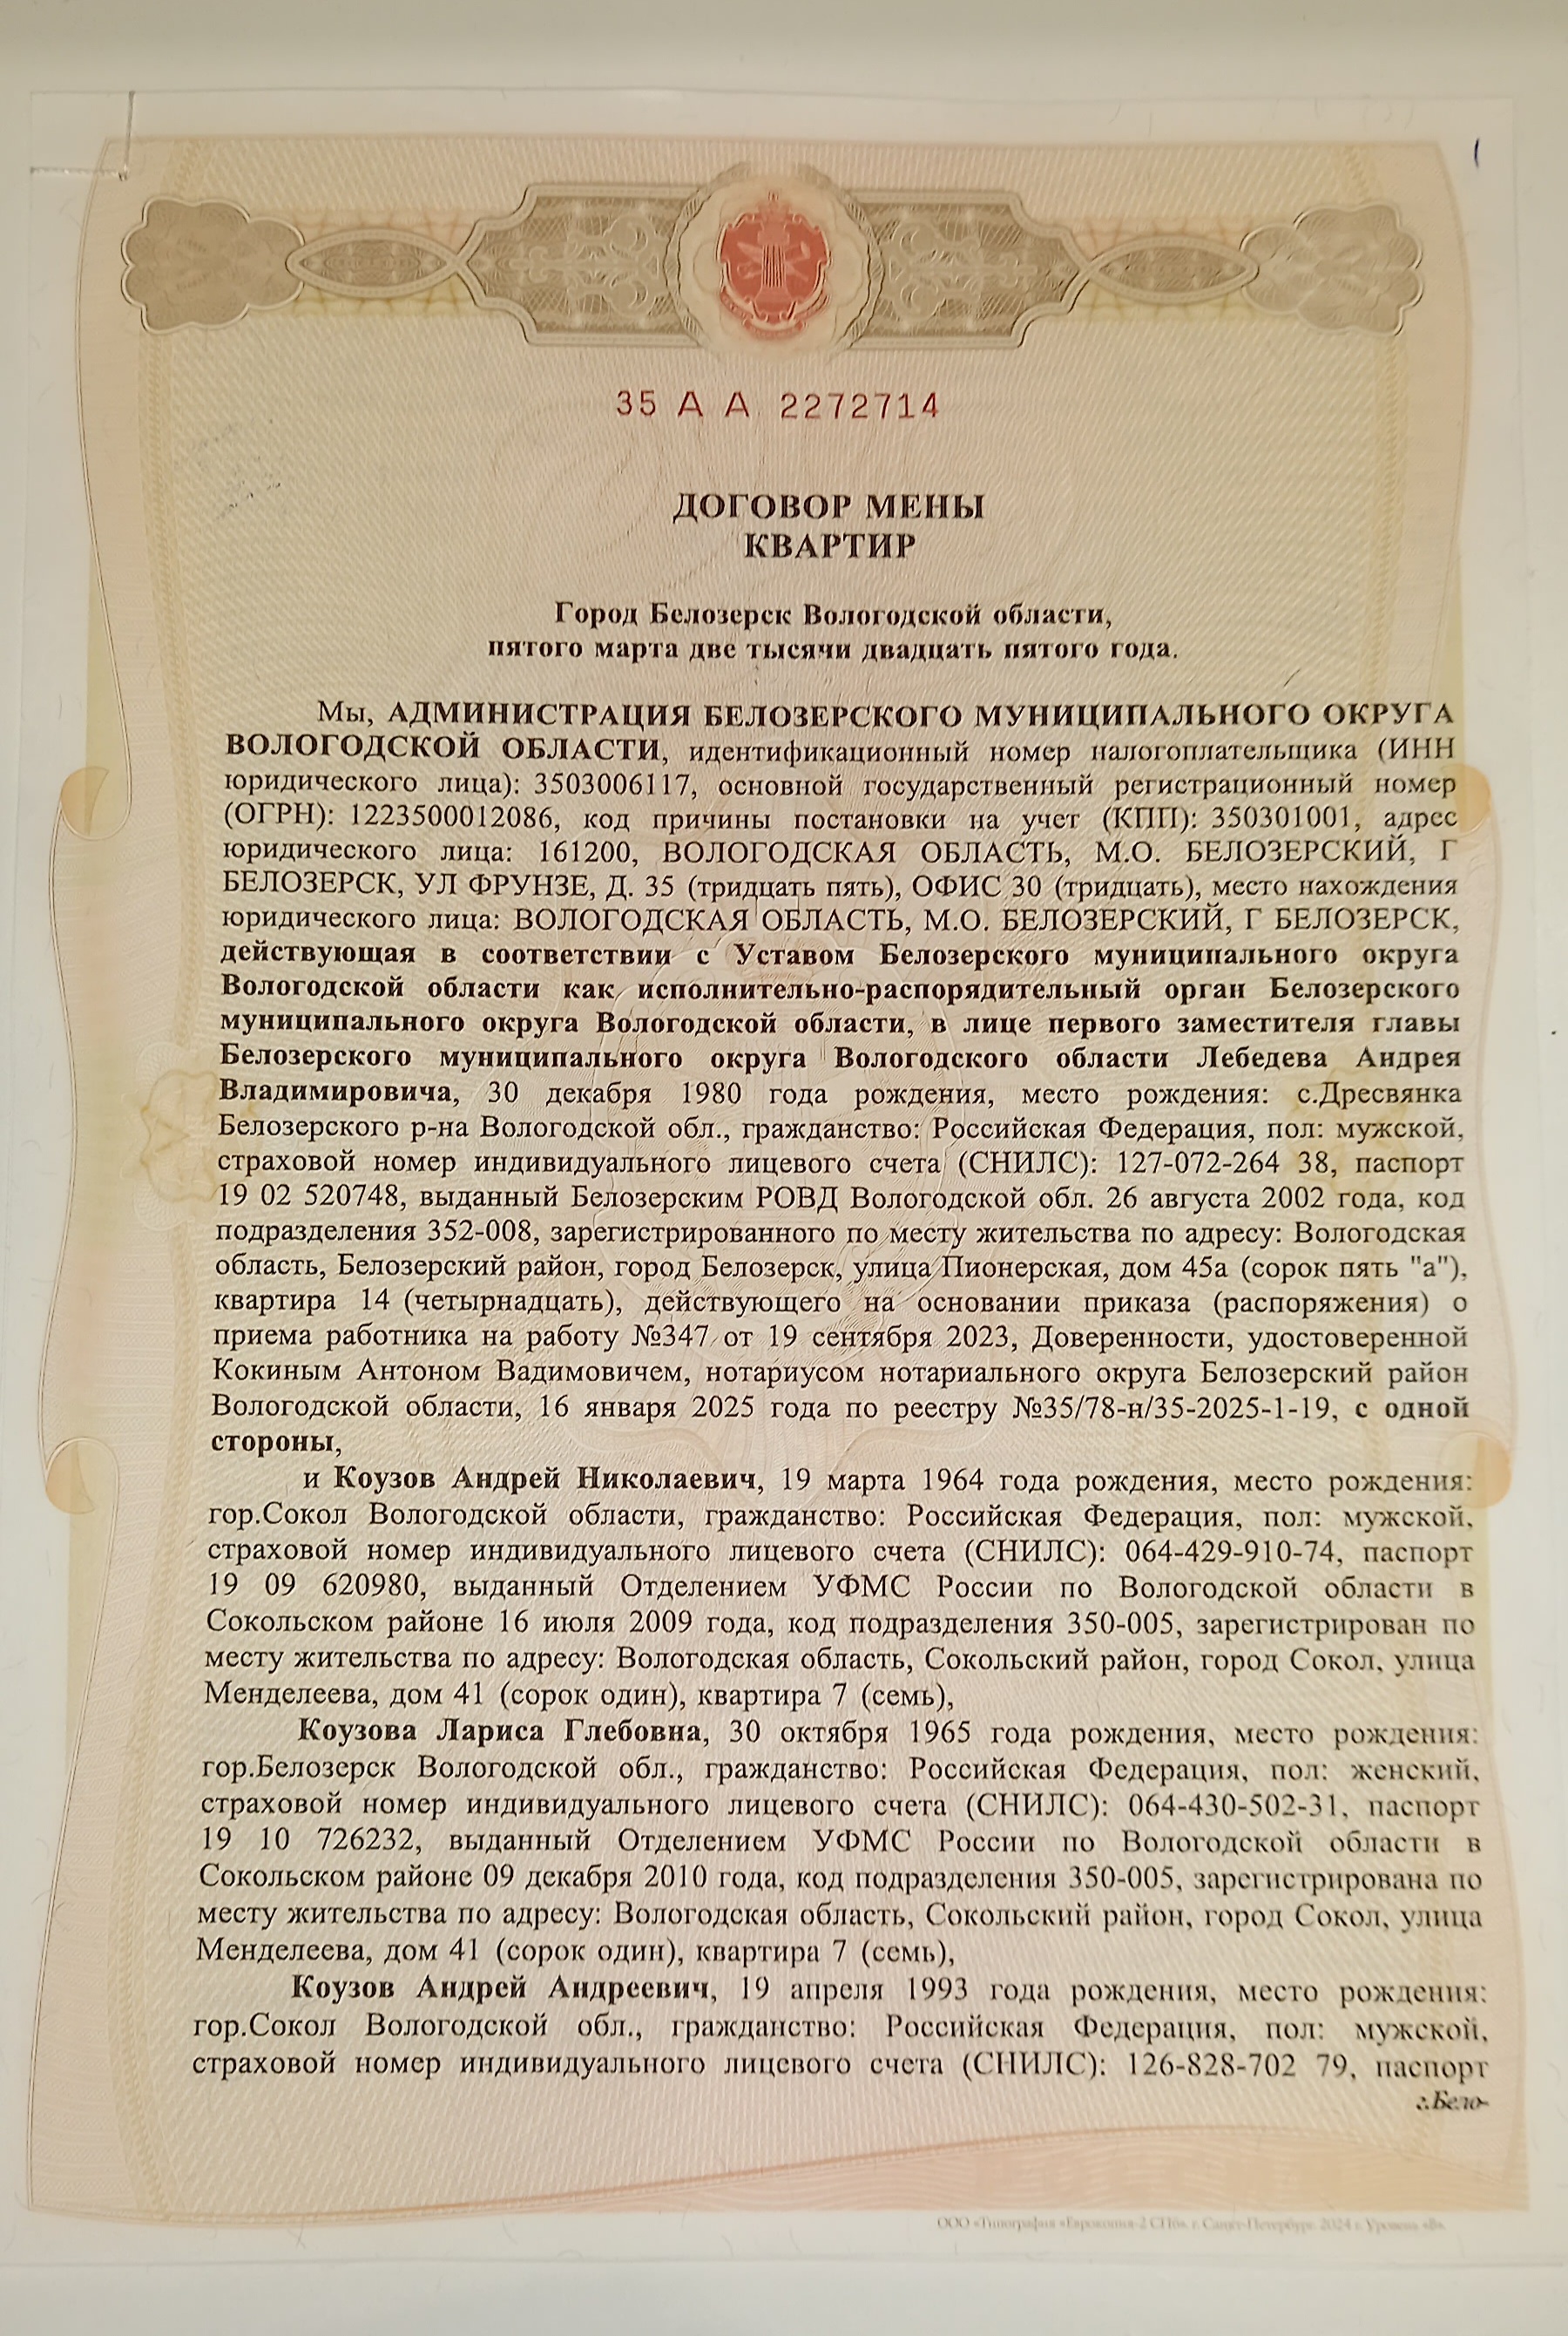 35 А А 2272714
ДОГОВОР МЕНЫ
КВАРТИР
Город Белозерск Вологодской области,
пятого марта две тысячи двадцать пятого года.
Мы, АДМИНИСТРАЦИЯ БЕЛОЗЕРСКОГО МУНИЦИПАЛЬНОГО ОКРУГА
ВОЛОГОДСКОЙ ОБЛАСТИ, идентификационный номер налогоплательщика (ИНН
юридического лица): 3503006117, основной государственный регистрационный номер
(ОГРН): 1223500012086, код причины постановки на учет (КПП): 350301001, адрес
юридического лица: 161200, ВОЛОГОДСКАЯ ОБЛАСТЬ, М.О. БЕЛОЗЕРСКИЙ, Г
БЕЛОЗЕРСК, УЛ ФРУНЗЕ, Д. 35 (тридцать пять), ОФИС 30 (тридцать), место нахождения
юридического лица: ВОЛОГОДСКАЯ ОБЛАСТЬ, М.О. БЕЛОЗЕРСКИЙ, Г БЕЛОЗЕРСК,
действующая в соответствии с Уставом Белозерского муниципального округа
Вологодской области как исполнительно-распорядительный орган Белозерского
муниципального округа Вологодской области, в лице первого заместителя главы
Белозерского муниципального округа Вологодского области Лебедева Андрея
Владимировича, 30 декабря 1980 года рождения, место рождения: с.Дресвянка
Белозерского р-на Вологодской обл., гражданство: Российская Федерация, пол: мужской,
страховой номер индивидуального лицевого счета (СНИЛС): 127-072-264 38, паспорт
19 02 520748, выданный Белозерским РОВД Вологодской обл. 26 августа 2002 года, код
подразделения 352-008, зарегистрированного по месту жительства по адресу: Вологодская
область, Белозерский район, город Белозерск, улица Пионерская, дом 45а (сорок пять "а"),
квартира 14 (четырнадцать), действующего на основании приказа (распоряжения) о
приема работника на работу №347 от 19 сентября 2023, Доверенности, удостоверенной
Кокиным Антоном Вадимовичем, нотариусом нотариального округа Белозерский район
Вологодской области, 16 января 2025 года по реестру №35/78-н/35-2025-1-19, с одной
стороны,
и Коузов Андрей Николаевич, 19 марта 1964 года рождения, место рождения:
гор.Сокол Вологодской области, гражданство: Российская Федерация, пол: мужской,
страховой номер индивидуального лицевого счета (СНИЛС): 064-429-910-74, паспорт
19 09 620980, выданный Отделением УФМС России по Вологодской области в
Сокольском районе 16 июля 2009 года, код подразделения 350-005, зарегистрирован по
месту жительства по адресу: Вологодская область, Сокольский район, город Сокол, улица
Менделеева, дом 41 (сорок один), квартира 7 (семь),
Коузова Лариса Глебовна, 30 октября 1965 года рождения, место рождения:
гор.Белозерск Вологодской обл., гражданство: Российская Федерация, пол: женский,
страховой номер индивидуального лицевого счета (СНИЛС): 064-430-502-31, паспорт
19 10 726232, выданный Отделением УФМС России по Вологодской области в
Сокольском районе 09 декабря 2010 года, код подразделения 350-005, зарегистрирована по
месту жительства по адресу: Вологодская область, Сокольский район, город Сокол, улица
Менделеева, дом 41 (сорок один), квартира 7 (семь),
Коузов Андрей Андреевич, 19 апреля 1993 года рождения, место рождения:
гор.Сокол Вологодской обл., гражданство: Российская Федерация, пол: мужской,
страховой номер индивидуального лицевого счета (СНИЛС): 126-828-702 79, паспорт
г.Бело-
ООО «Типография «Еврокопия-2 СПб». г. Санкт-Петербург. 2024 г. Уровень «В».